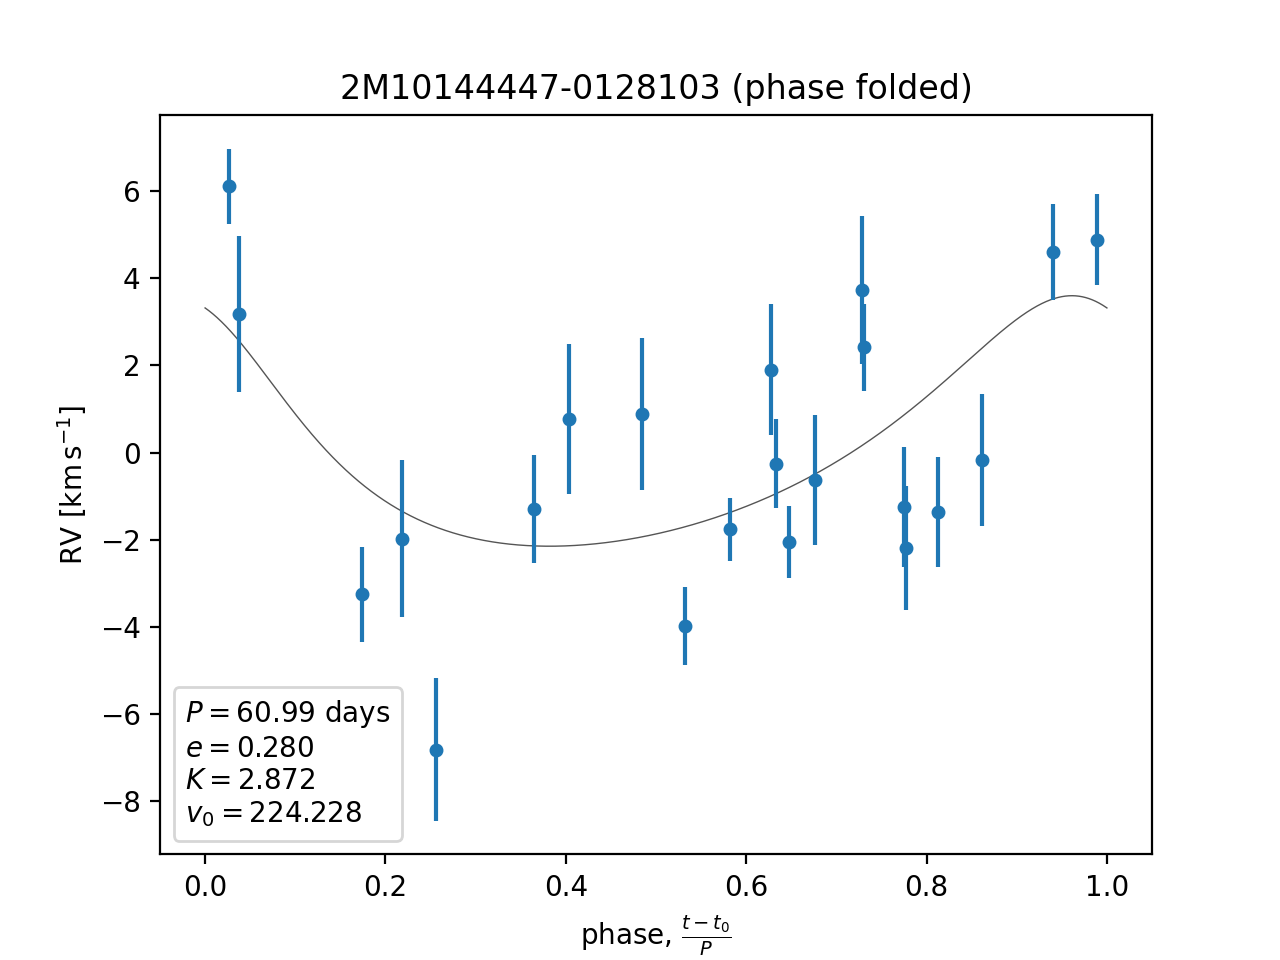 2M10144447-0128103 (phase folded)
RV [km s⁻¹]
6
4
2
0
−2
−4
−6
−8
P = 60.99 days
e = 0.280
K = 2.872
v₀ = 224.228
0.0 0.2 0.4 0.6 0.8 1.0
phase, (t − t₀)/P